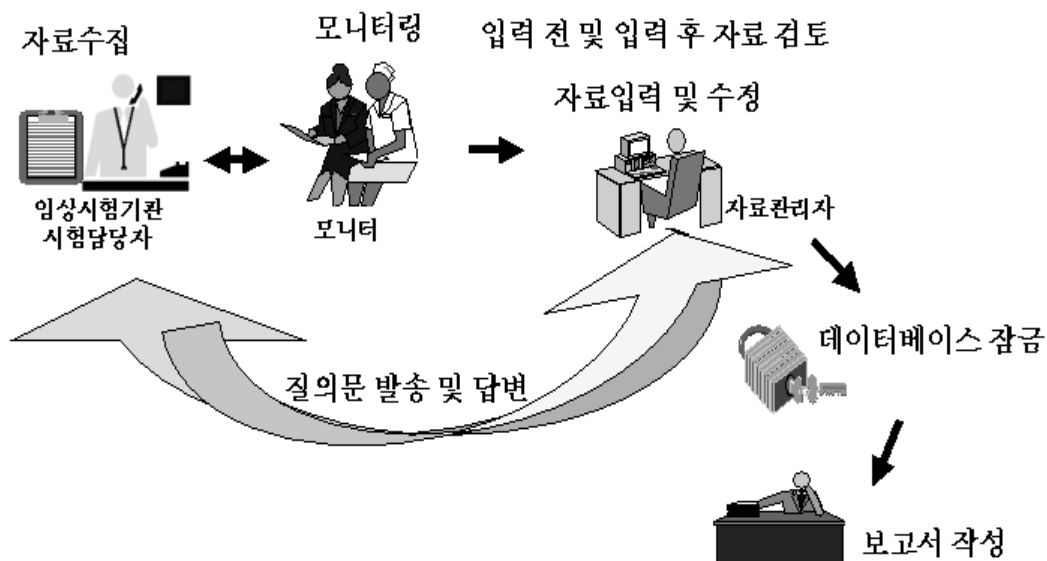 자료수집
모니터링
입력 전 및 입력 후 자료 검토
자료입력 및 수정
임상시험기관
시험담당자
모니터
자료관리자
데이터베이스 잠금
질의문 발송 및 답변
보고서 작성